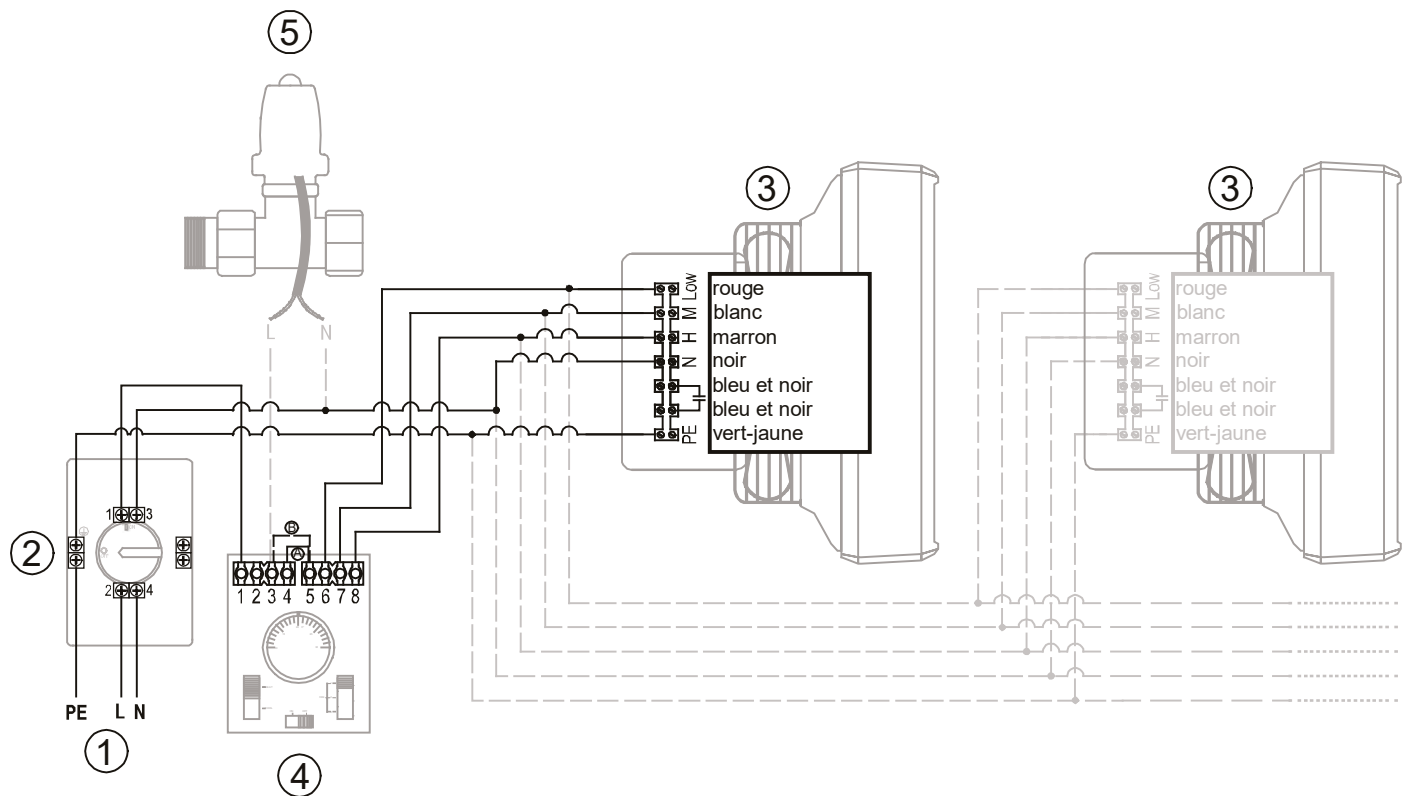 5
3
3
L N
Low rouge
M blanc
H marron
N noir
bleu et noir
bleu et noir
PE vert-jaune
Low rouge
M blanc
H marron
N noir
bleu et noir
bleu et noir
PE vert-jaune
1 3
2
2 4
B
A
1 2 3 4 5 6 7 8
PE L N
1
4